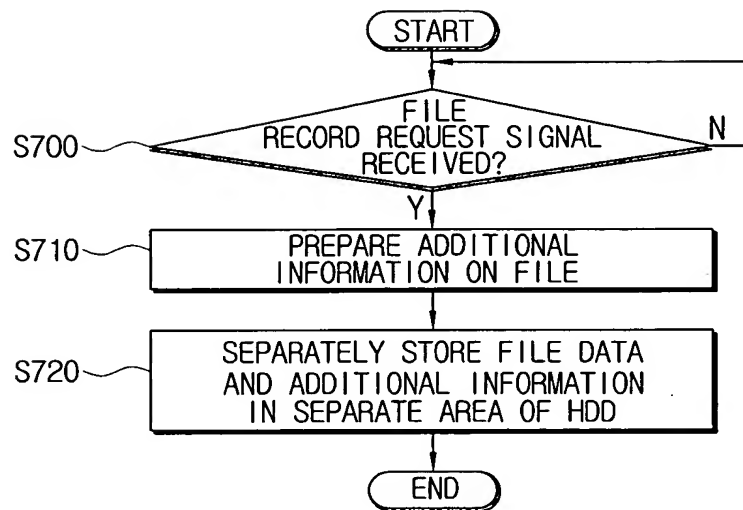 START
FILE
RECORD REQUEST SIGNAL
RECEIVED?
S700
N
Y
S710
PREPARE ADDITIONAL
INFORMATION ON FILE
S720
SEPARATELY STORE FILE DATA
AND ADDITIONAL INFORMATION
IN SEPARATE AREA OF HDD
END